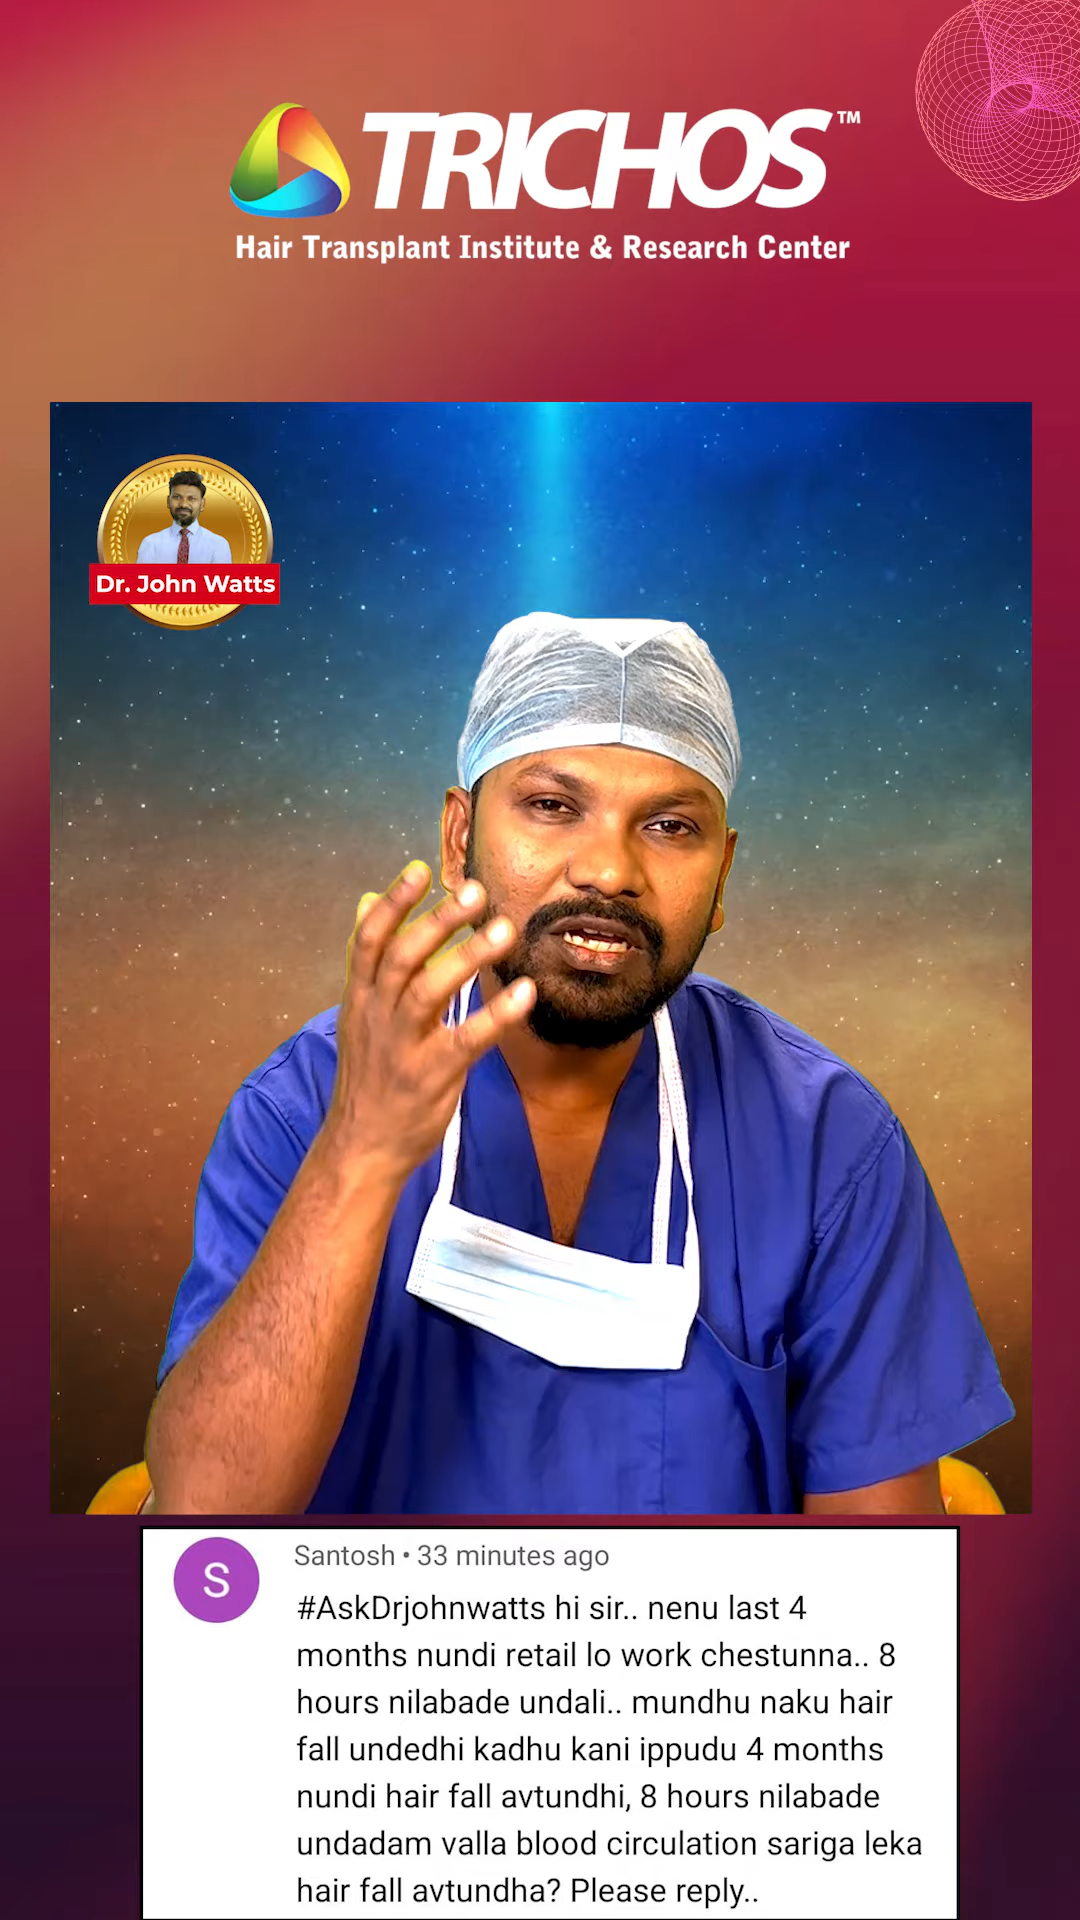 TRICHOS™
Hair Transplant Institute & Research Center
Dr. John Watts
S
Santosh • 33 minutes ago
#AskDrjohnwatts hi sir.. nenu last 4
months nundi retail lo work chestunna.. 8
hours nilabade undali.. mundhu naku hair
fall undedhi kadhu kani ippudu 4 months
nundi hair fall avtundhi, 8 hours nilabade
undadam valla blood circulation sariga leka
hair fall avtundha? Please reply..